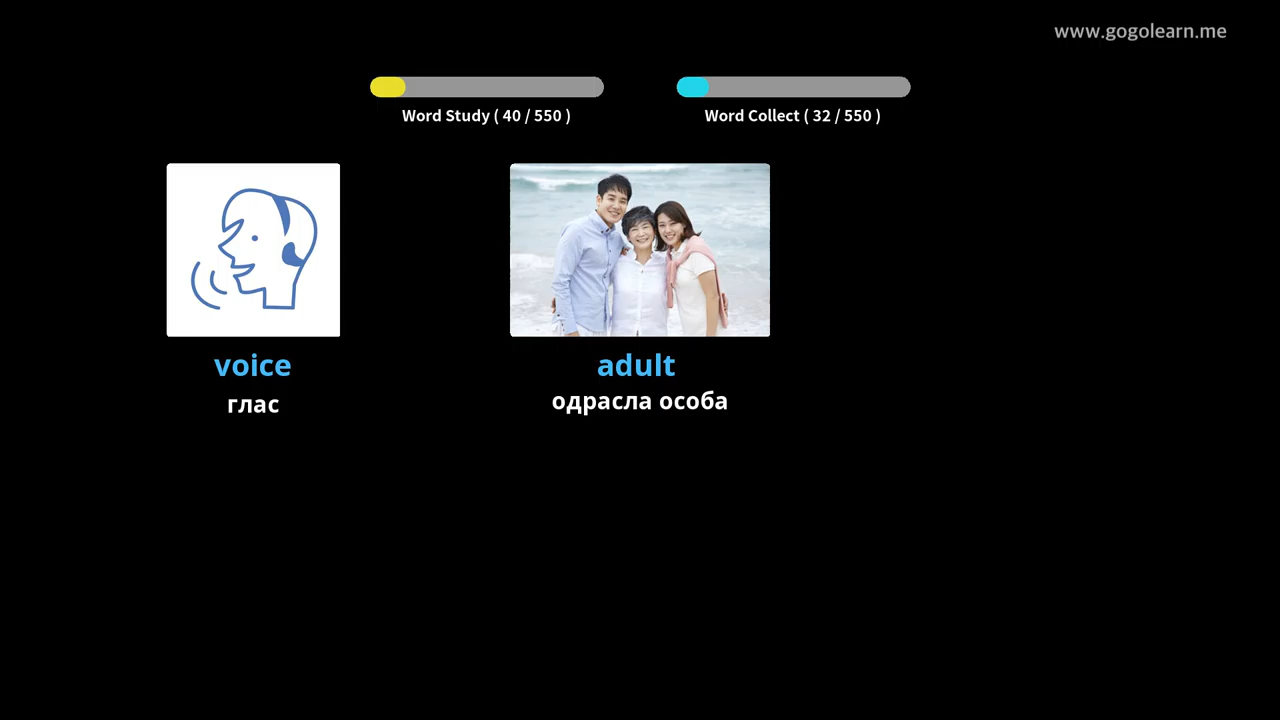 www.gogolearn.me
Word Study ( 40 / 550 )
Word Collect ( 32 / 550 )
voice
глас
adult
одрасла особа